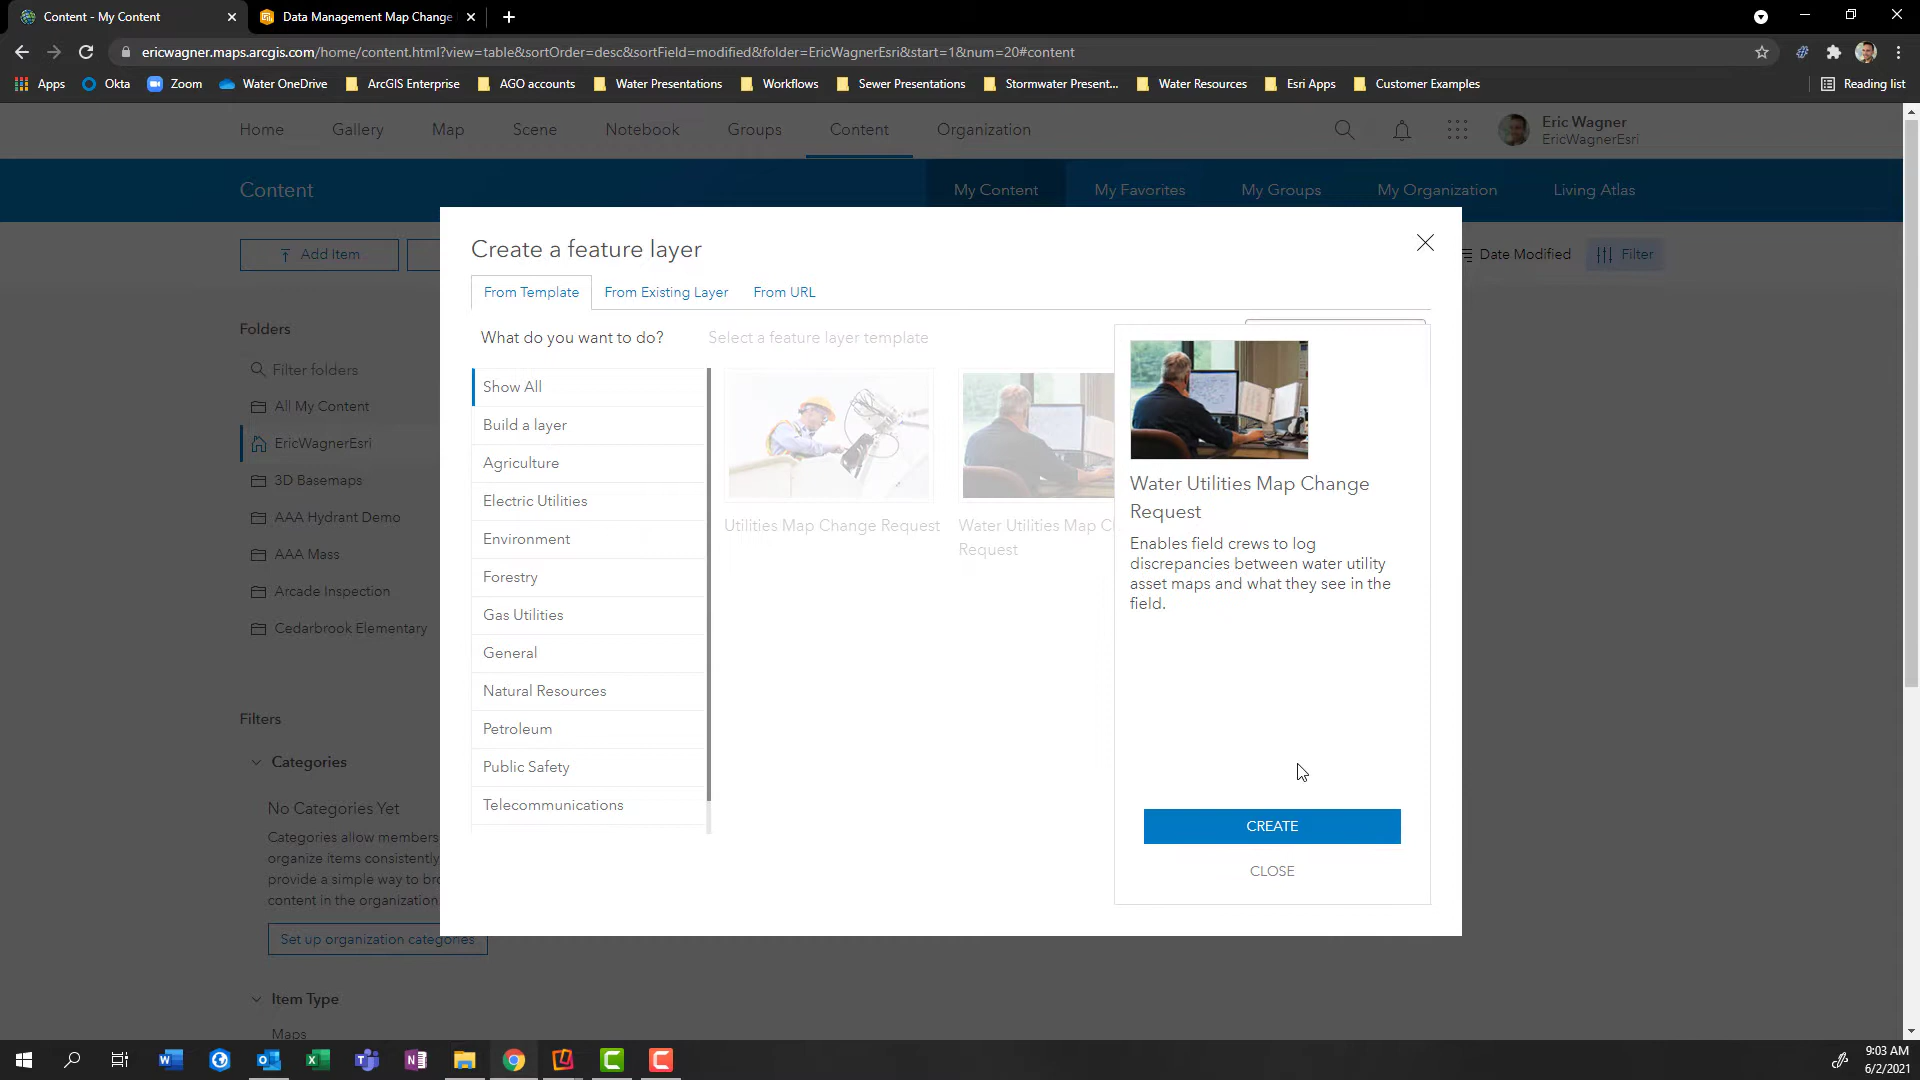 Content - My Content
Data Management Map Change
ericwagner.maps.arcgis.com/home/content.html?view=table&sortOrder=desc&sortField=modified&folder=EricWagnerEsri&start=1&num=20#content
Apps Okta Zoom Water OneDrive ArcGIS Enterprise AGO accounts Water Presentations Workflows Sewer Presentations Stormwater Present... Water Resources Esri Apps Customer Examples Reading list
Home Gallery Map Scene Notebook Groups Content Organization
Eric Wagner
EricWagnerEsri
Content My Content My Favorites My Groups My Organization Living Atlas
Add Item
Date Modified Filter
Create a feature layer
From Template From Existing Layer From URL
What do you want to do?
Select a feature layer template
Show All
Build a layer
Agriculture
Electric Utilities
Environment
Forestry
Gas Utilities
General
Natural Resources
Petroleum
Public Safety
Telecommunications
Utilities Map Change Request
Water Utilities Map C
Request
Water Utilities Map Change
Request
Enables field crews to log
discrepancies between water utility
asset maps and what they see in the
field.
CREATE
CLOSE
Folders
Filter folders
All My Content
EricWagnerEsri
3D Basemaps
AAA Hydrant Demo
AAA Mass
Arcade Inspection
Cedarbrook Elementary
Filters
Categories
No Categories Yet
Categories allow members
organize items consistently
provide a simple way to bro
content in the organization
Set up organization categories
Item Type
Maps
9:03 AM
6/2/2021